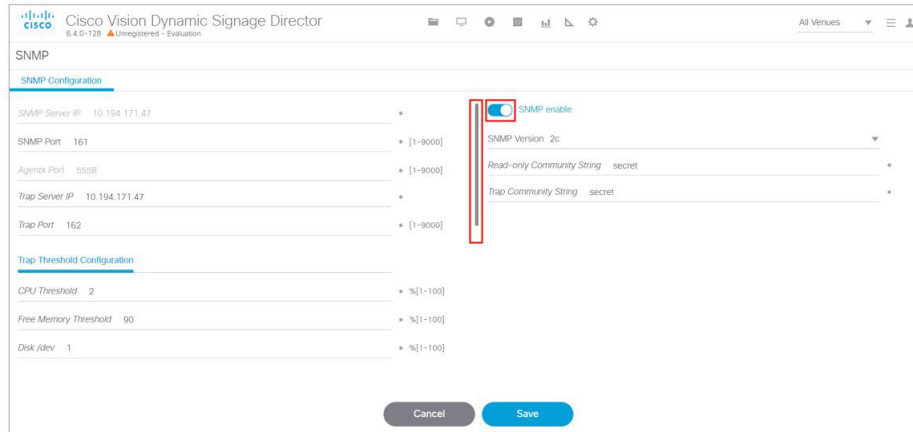 CISCO
Cisco Vision Dynamic Signage Director
6.4.0-128 Unregistered - Evaluation
All Venues
SNMP
SNMP Configuration
SNMP Server IP 10.194.171.47
SNMP Port 161 [1-9000]
Agentx Port 5558 [1-9000]
Trap Server IP 10.194.171.47
Trap Port 162 [1-9000]
Trap Threshold Configuration
CPU Threshold 2 %[1-100]
Free Memory Threshold 90 %[1-100]
Disk /dev 1 %[1-100]
SNMP enable
SNMP Version 2c
Read-only Community String secret
Trap Community String secret
Cancel
Save